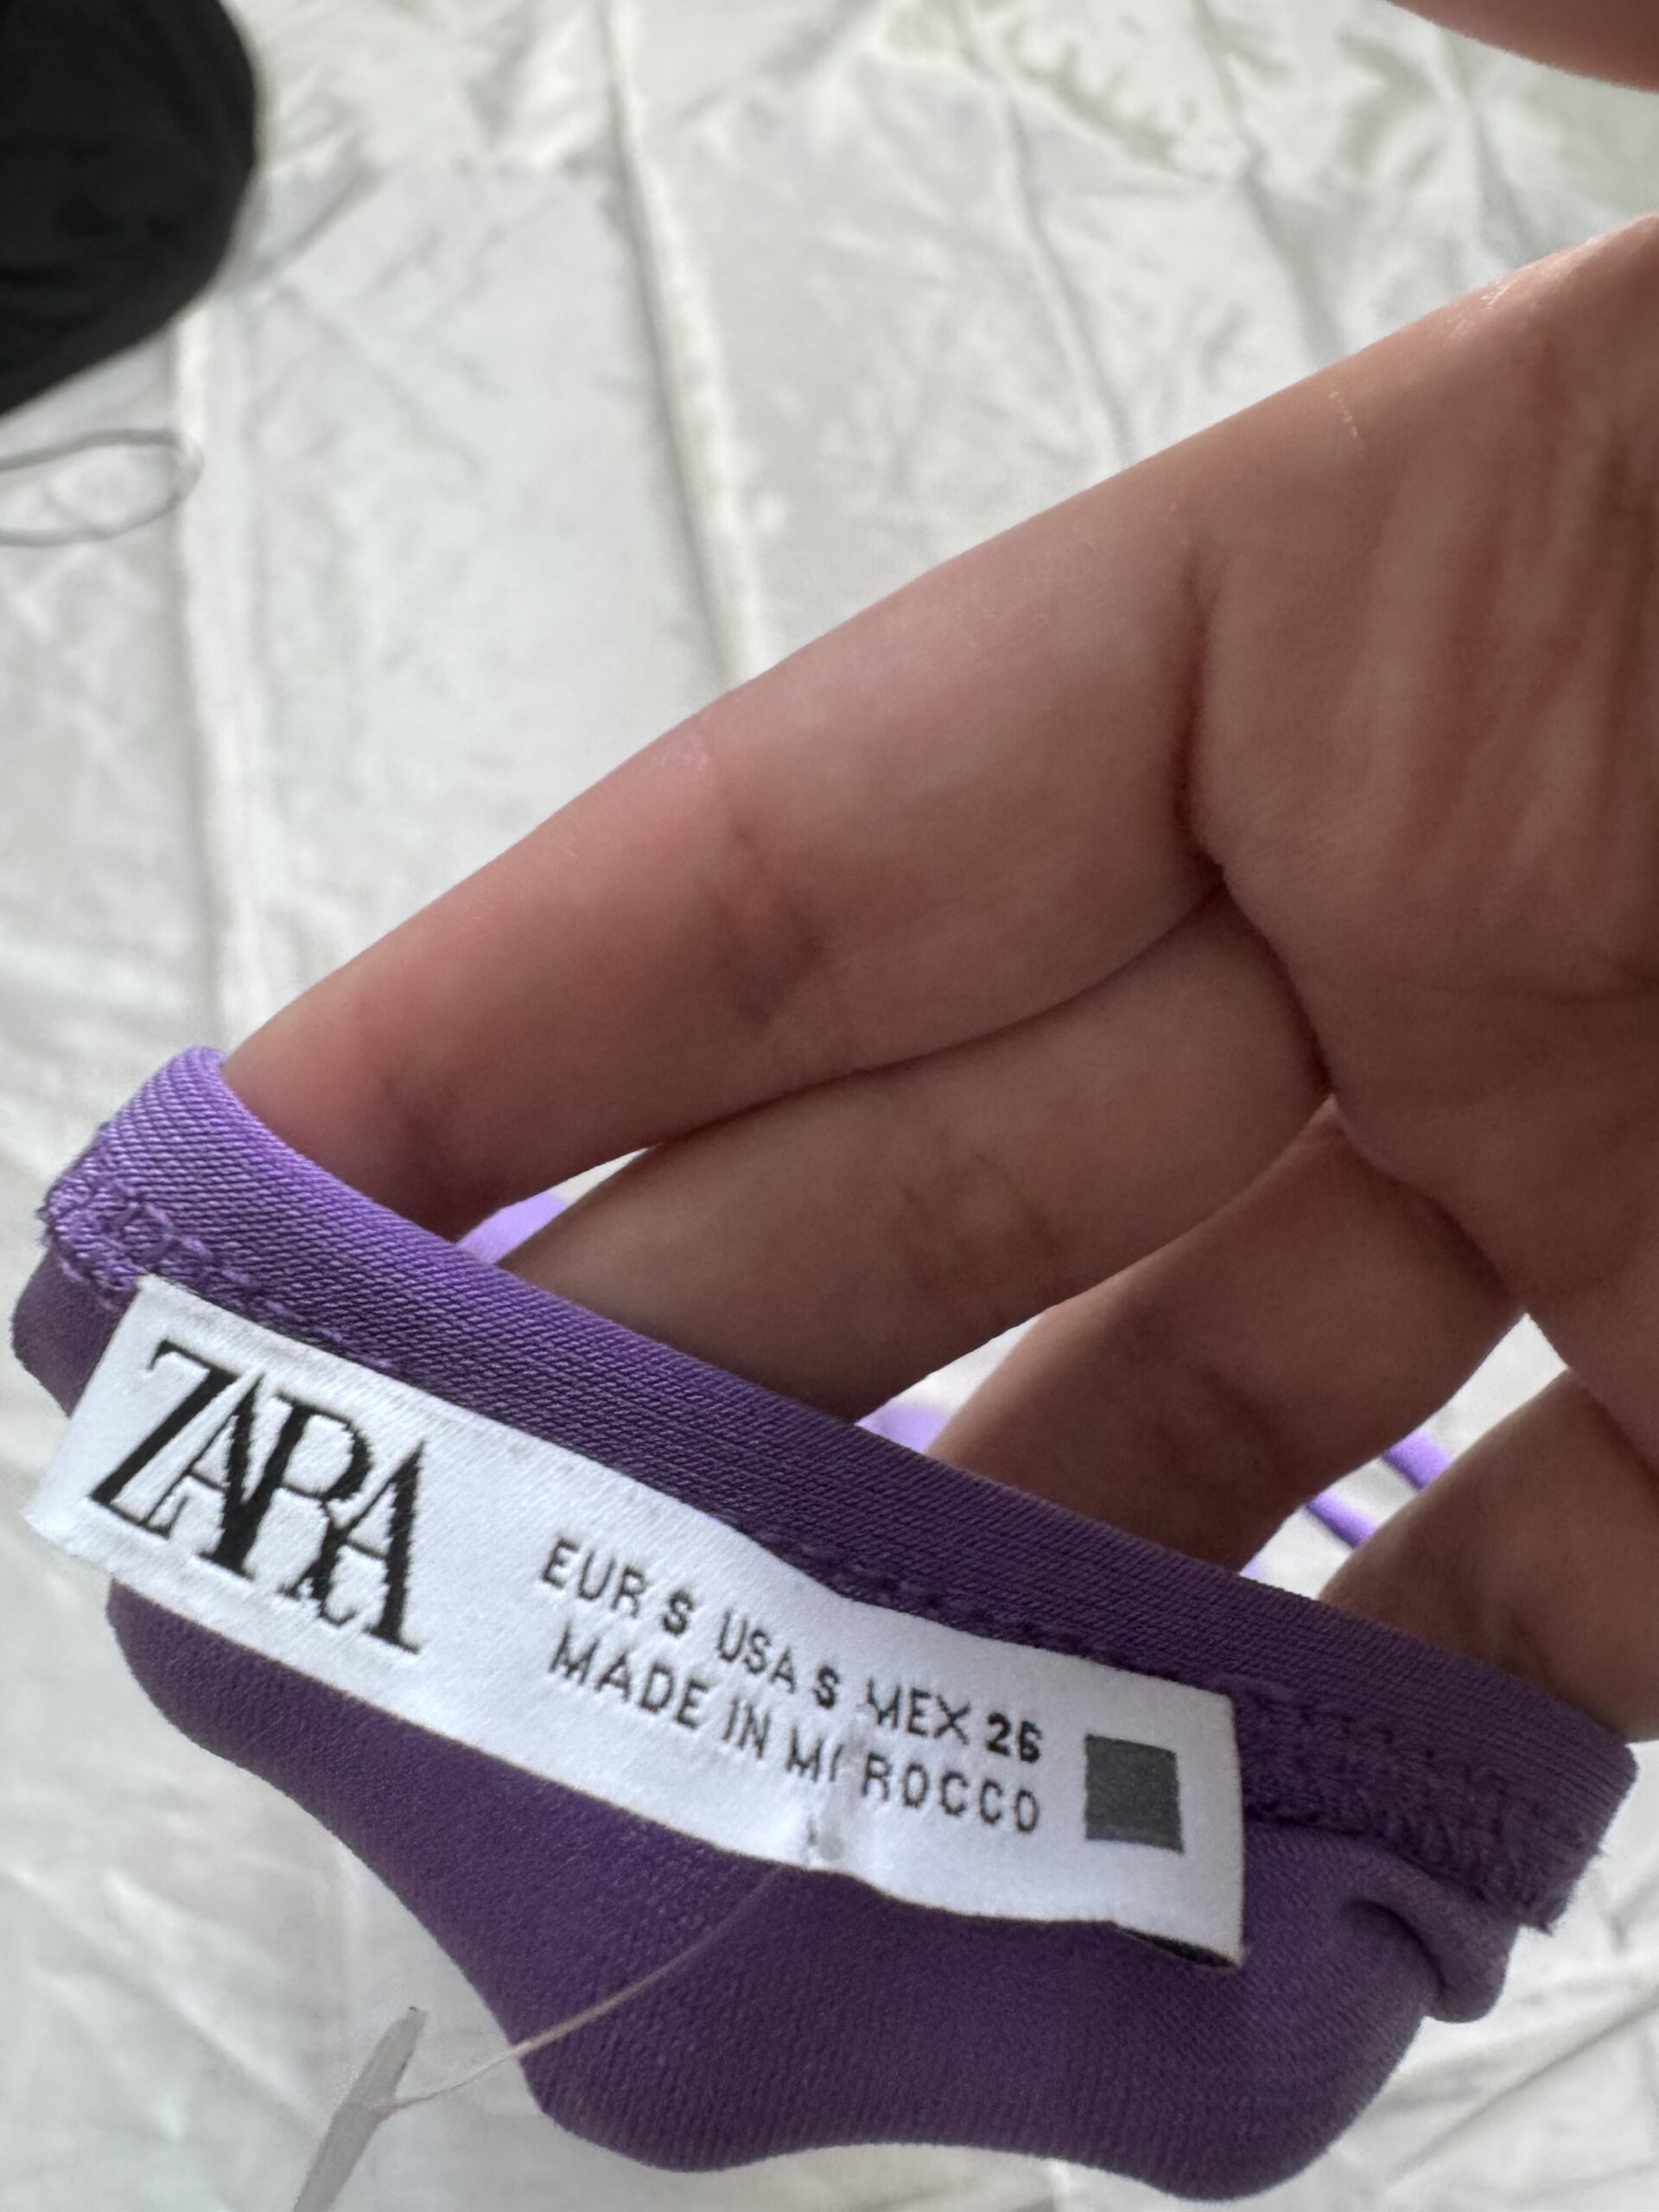 ZARA
EUR S USA S MEX 26
MADE IN MOROCCO